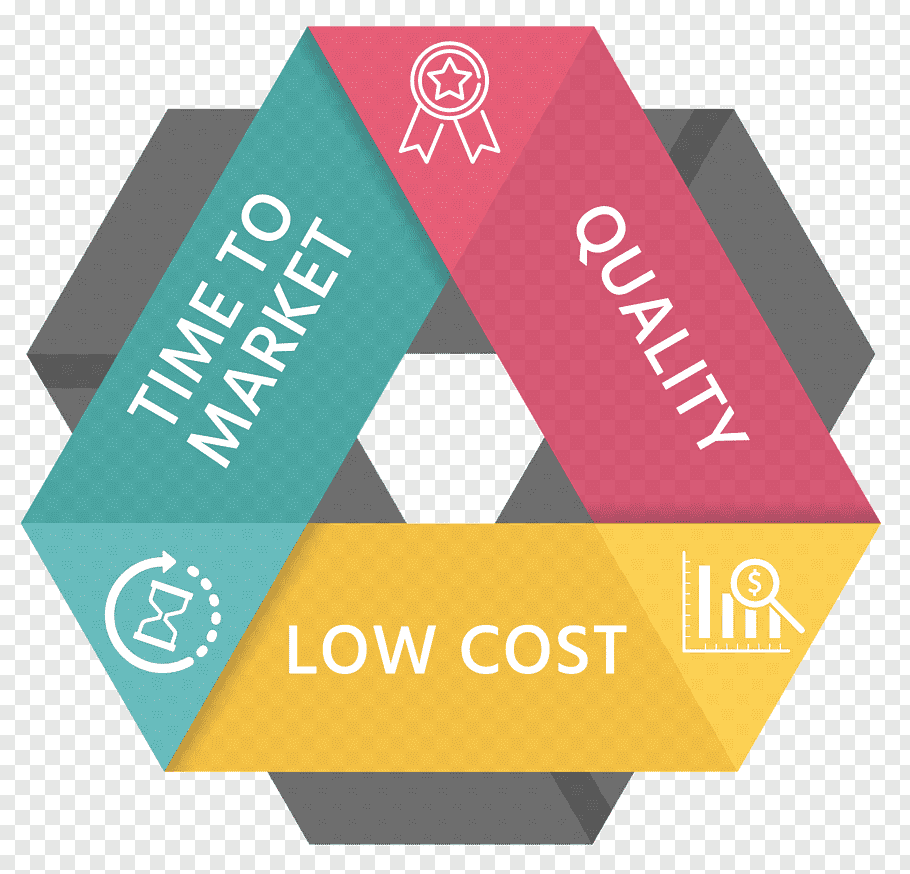 TIME TO
MARKET
QUALITY
$
LOW COST